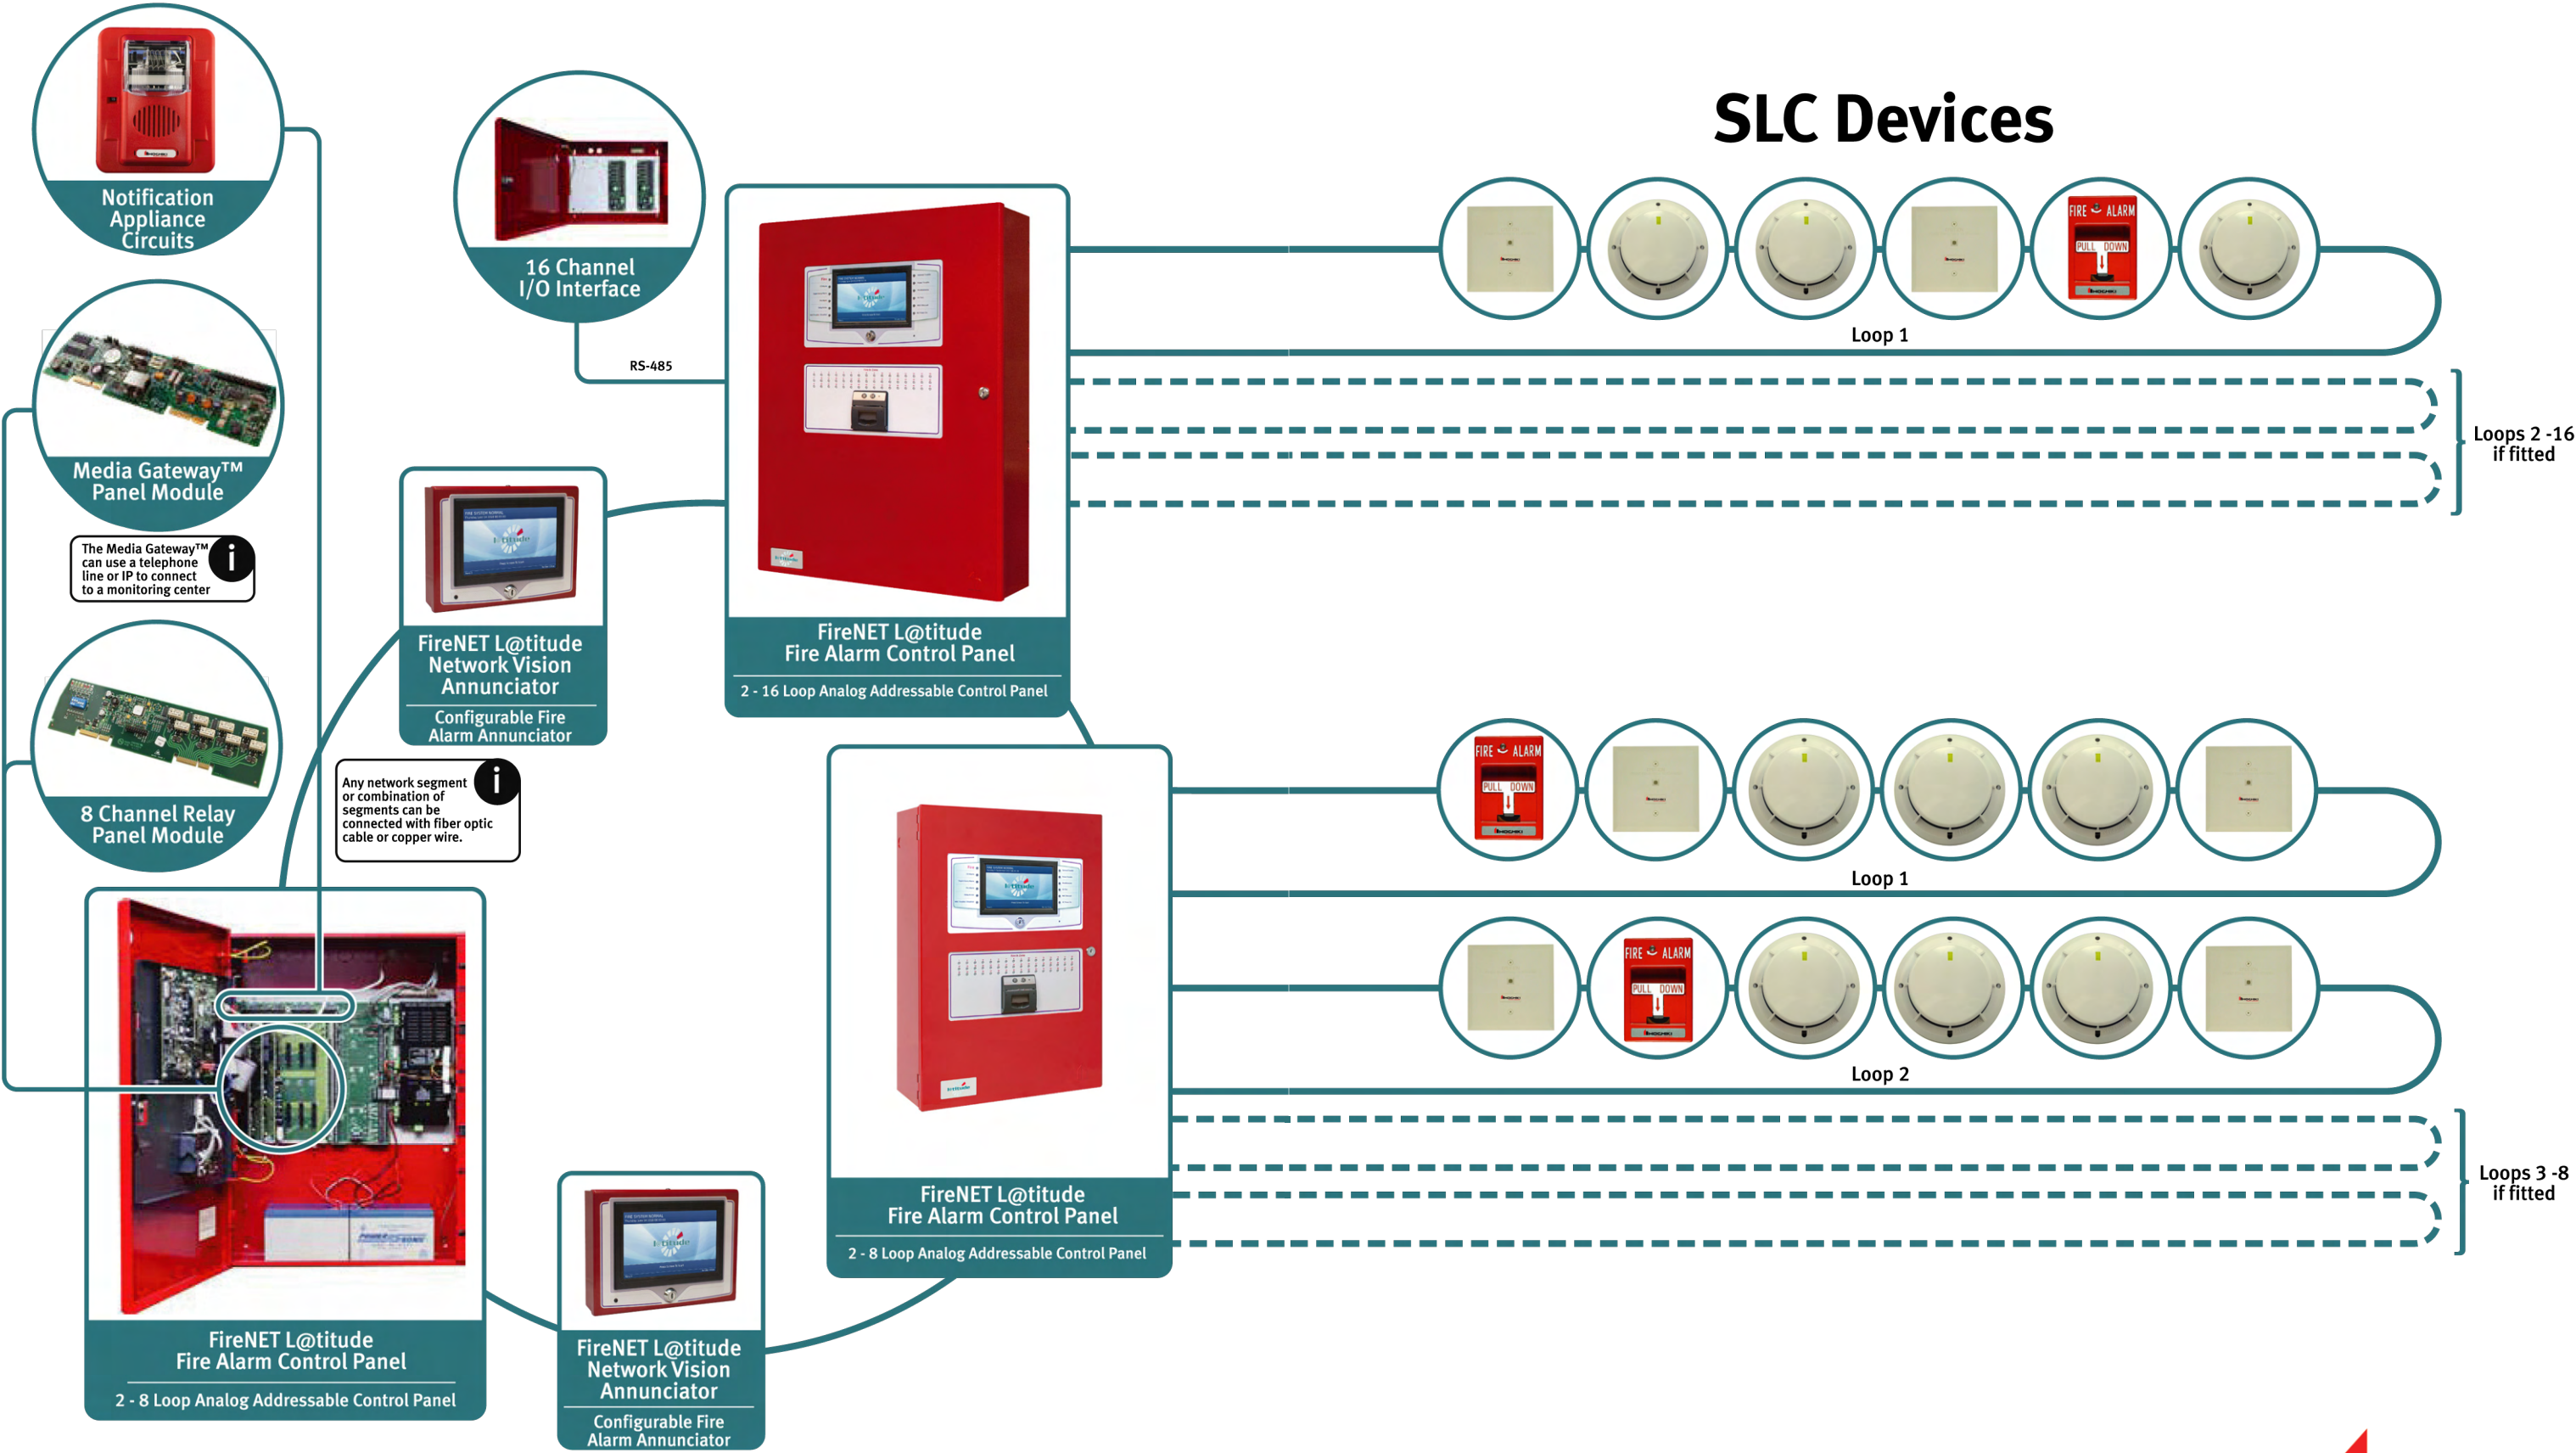 SLC Devices
Notification
Appliance
Circuits
16 Channel
I/O Interface
RS-485
Media Gateway™
Panel Module
The Media Gateway™
can use a telephone
line or IP to connect
to a monitoring center
i
8 Channel Relay
Panel Module
FireNET L@titude
Network Vision
Annunciator
Configurable Fire
Alarm Annunciator
Any network segment
or combination of
segments can be
connected with fiber optic
cable or copper wire.
i
FireNET L@titude
Fire Alarm Control Panel
2 - 16 Loop Analog Addressable Control Panel
FIRE ALARM
PULL DOWN
HOCHIKI
Loop 1
Loops 2 -16
if fitted
FIRE ALARM
PULL DOWN
HOCHIKI
Loop 1
FIRE ALARM
PULL DOWN
HOCHIKI
Loop 2
Loops 3 -8
if fitted
FireNET L@titude
Fire Alarm Control Panel
2 - 8 Loop Analog Addressable Control Panel
FireNET L@titude
Fire Alarm Control Panel
2 - 8 Loop Analog Addressable Control Panel
FireNET L@titude
Network Vision
Annunciator
Configurable Fire
Alarm Annunciator